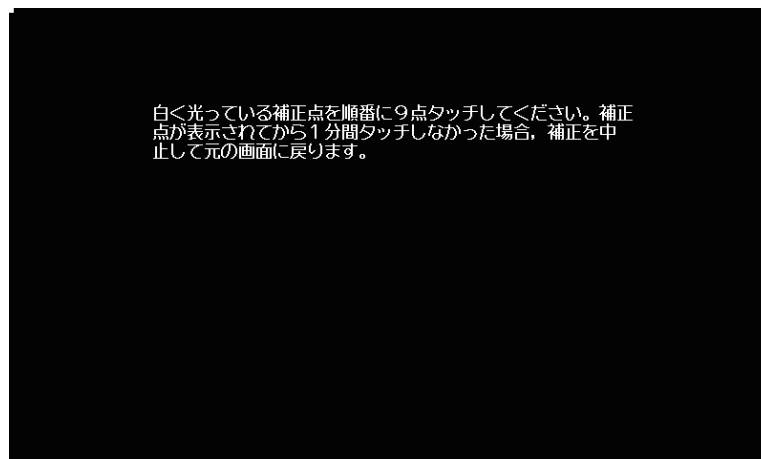 白く光っている補正点を順番に９点タッチしてください。補正
点が表示されてから１分間タッチしなかった場合，補正を中
止して元の画面に戻ります。